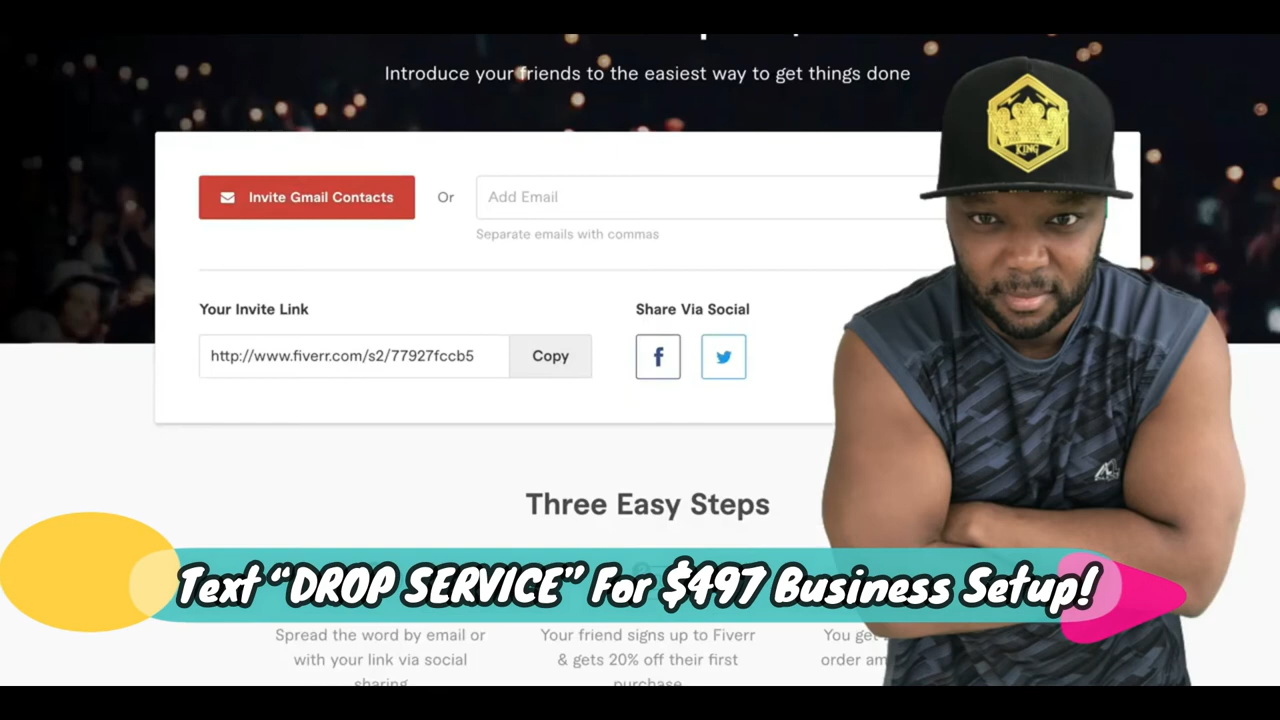 Introduce your friends to the easiest way to get things done
KING
Invite Gmail Contacts
Or
Add Email
Separate emails with commas
Your Invite Link
Share Via Social
http://www.fiverr.com/s2/77927fccb5
Copy
Three Easy Steps
Text “DROP SERVICE” For $497 Business Setup!
Spread the word by email or
with your link via social
sharing
Your friend signs up to Fiverr
& gets 20% off their first
purchase
You get
order am